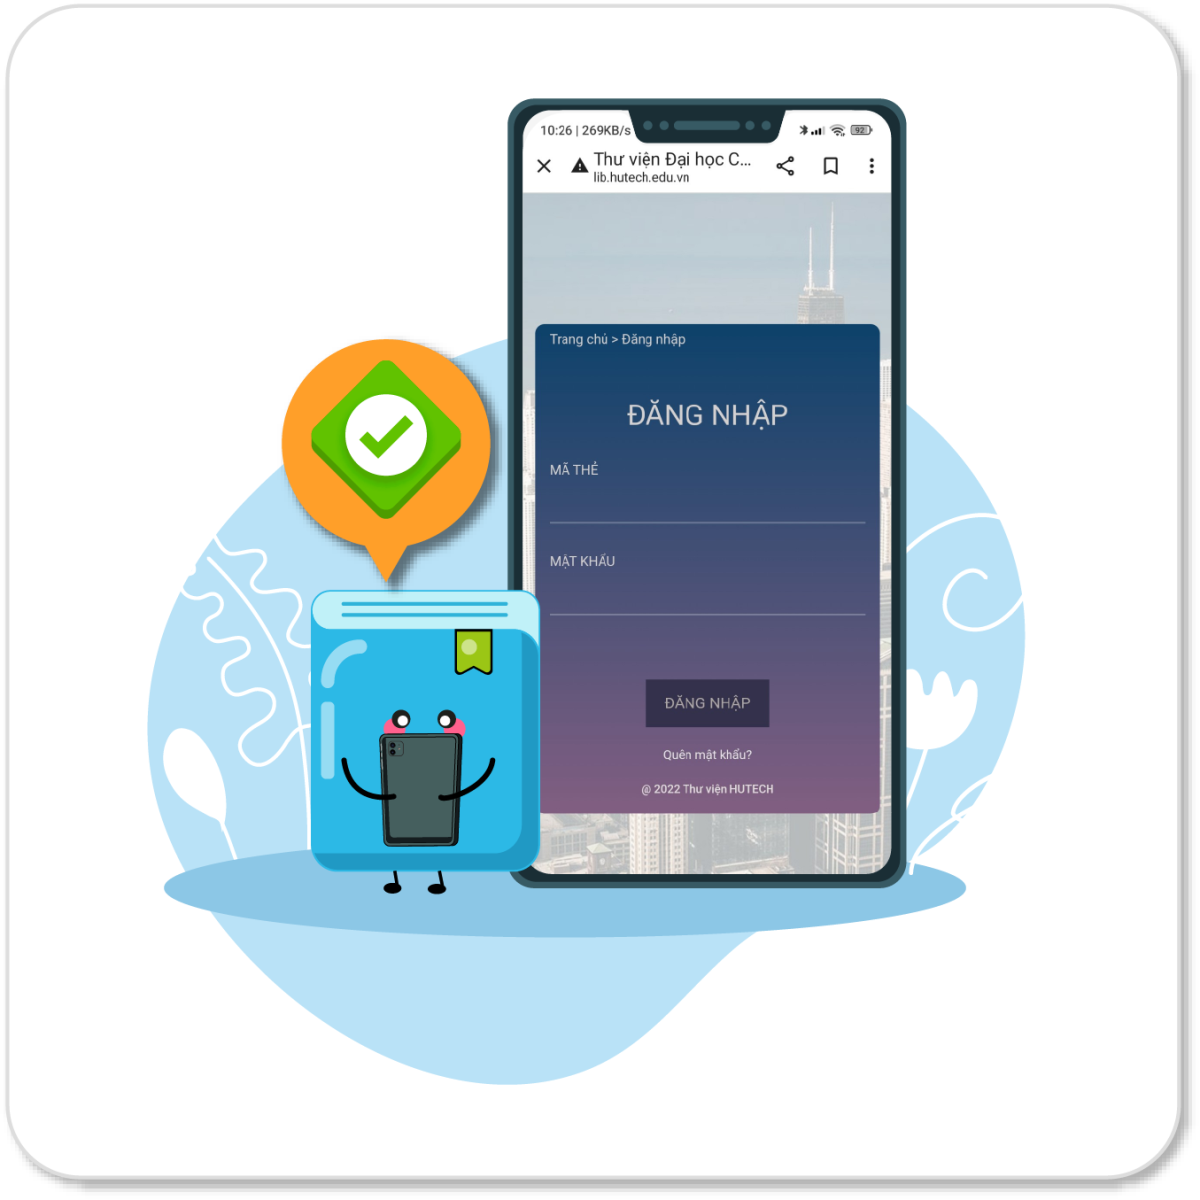 10:26 | 269KB/s
92
Thư viện Đại học C...
lib.hutech.edu.vn
Trang chủ > Đăng nhập
ĐĂNG NHẬP
MÃ THẺ
MẬT KHẨU
ĐĂNG NHẬP
Quên mật khẩu?
@ 2022 Thư viện HUTECH